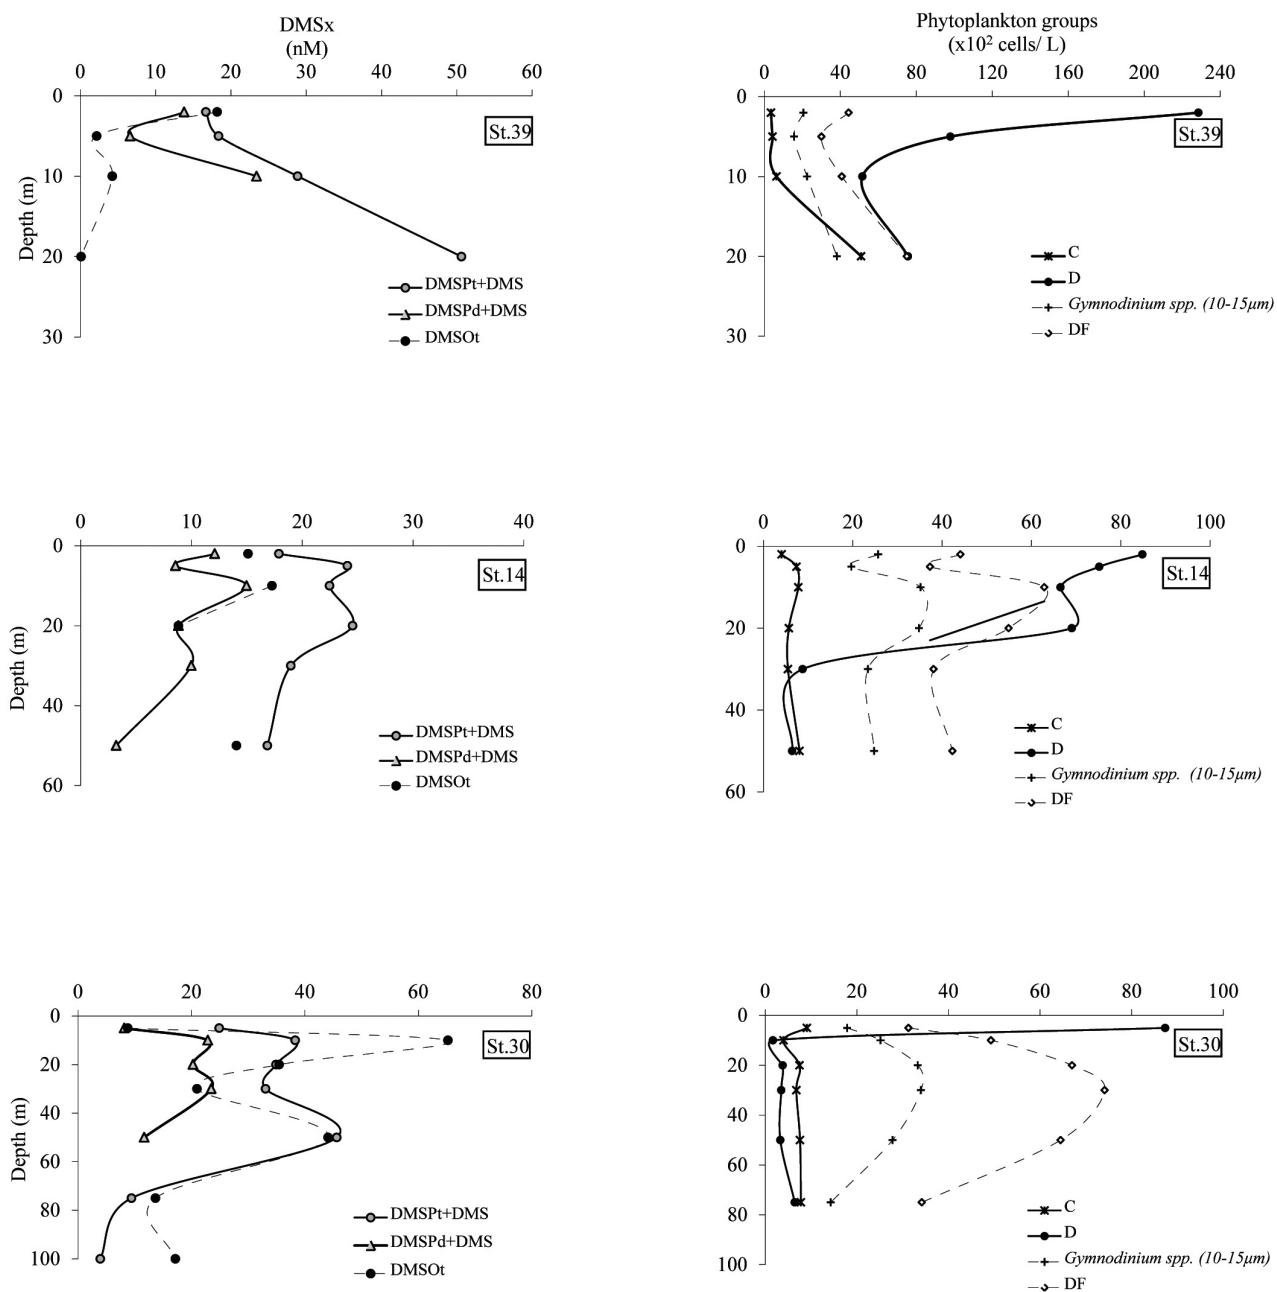 DMSx
(nM)
0 10 20 30 40 50 60
0
10
20
30
Depth (m)
St.39
DMSPt+DMS
DMSPd+DMS
DMSOt
Phytoplankton groups
(x10² cells/ L)
0 40 80 120 160 200 240
0
10
20
30
Depth (m)
St.39
C
D
Gymnodinium spp. (10-15µm)
DF
0 10 20 30 40
0
20
40
60
Depth (m)
St.14
DMSPt+DMS
DMSPd+DMS
DMSOt
0 20 40 60 80 100
0
20
40
60
Depth (m)
St.14
C
D
Gymnodinium spp. (10-15µm)
DF
0 20 40 60 80
0
20
40
60
80
100
Depth (m)
St.30
DMSPt+DMS
DMSPd+DMS
DMSOt
0 20 40 60 80 100
0
20
40
60
80
100
Depth (m)
St.30
C
D
Gymnodinium spp. (10-15µm)
DF